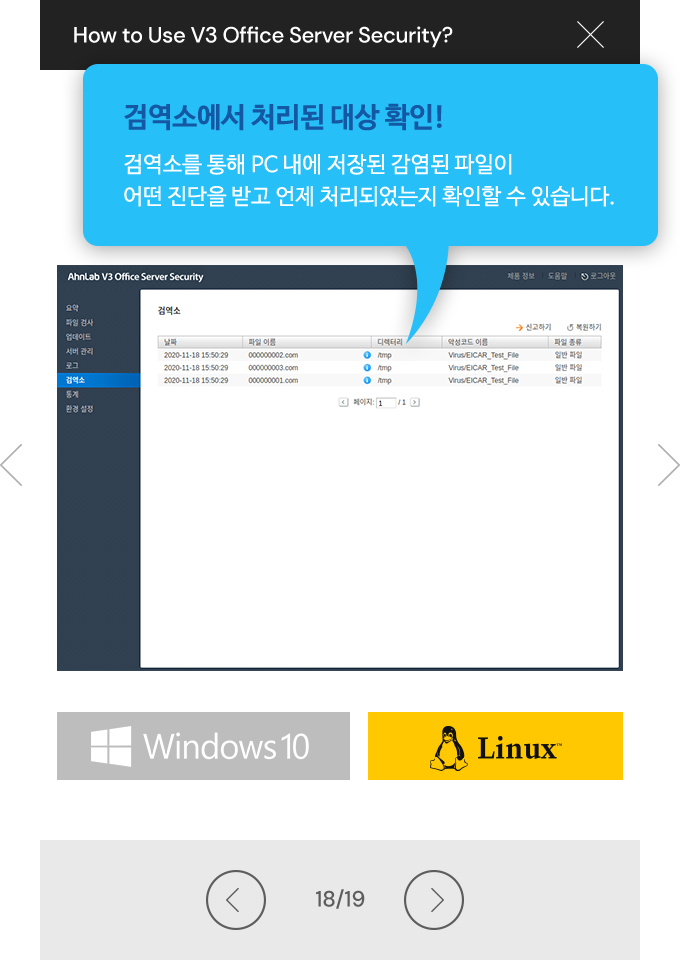 How to Use V3 Office Server Security?
검역소에서 처리된 대상 확인!
검역소를 통해 PC 내에 저장된 감염된 파일이
어떤 진단을 받고 언제 처리되었는지 확인할 수 있습니다.
AhnLab V3 Office Server Security 제품 정보 도움말 로그아웃
요약
파일 검사
업데이트
서버 관리
로그
검역소
통계
환경 설정
검역소
신고하기 복원하기
날짜 파일 이름 디렉터리 악성코드 이름 파일 종류
2020-11-18 15:50:29 000000002.com /tmp Virus/EICAR_Test_File 일반 파일
2020-11-18 15:50:29 000000003.com /tmp Virus/EICAR_Test_File 일반 파일
2020-11-18 15:50:29 000000001.com /tmp Virus/EICAR_Test_File 일반 파일
페이지: 1 / 1
Windows 10
Linux™
18/19